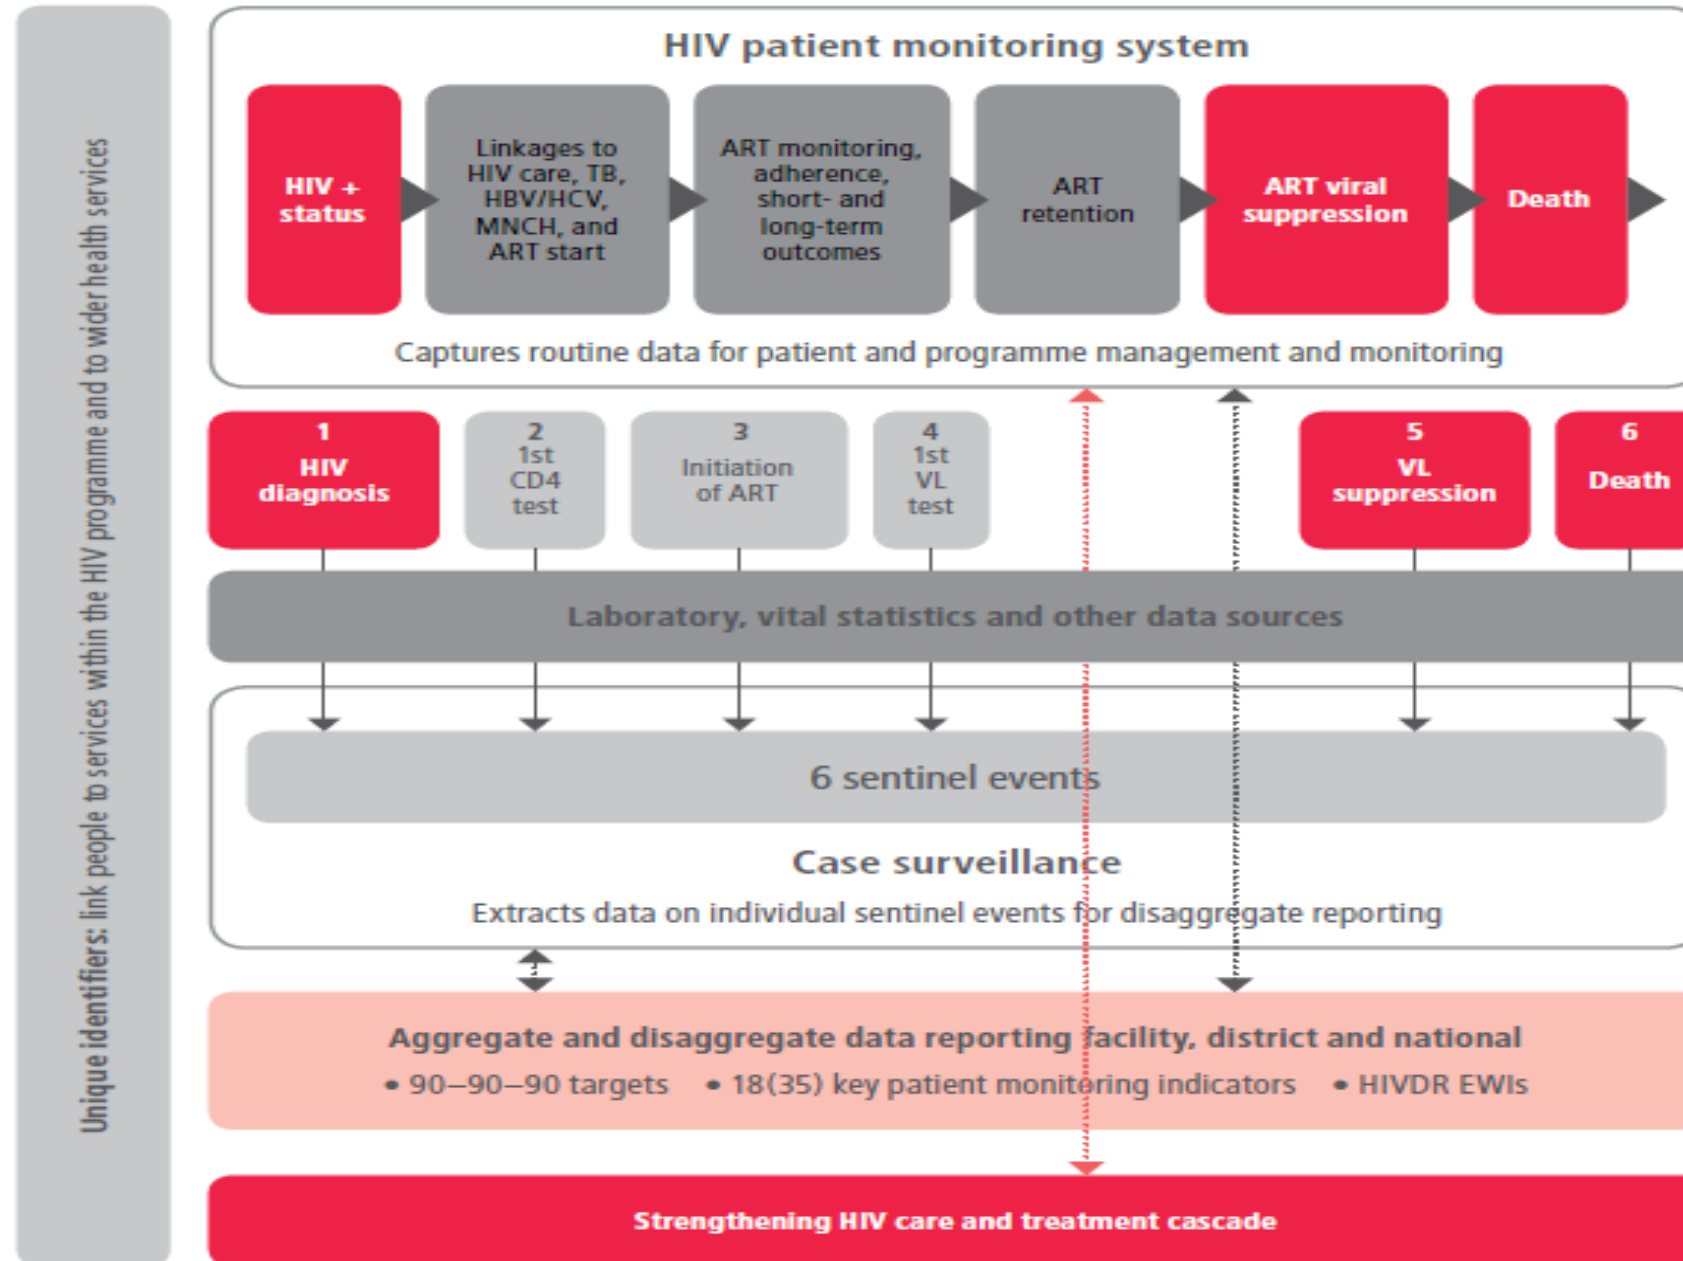 Unique identifiers: link people to services within the HIV programme and to wider health services
HIV patient monitoring system
HIV +
status
Linkages to
HIV care, TB,
HBV/HCV,
MNCH, and
ART start
ART monitoring,
adherence,
short- and
long-term
outcomes
ART
retention
ART viral
suppression
Death
Captures routine data for patient and programme management and monitoring
1
HIV
diagnosis
2
1st
CD4
test
3
Initiation
of ART
4
1st
VL
test
5
VL
suppression
6
Death
Laboratory, vital statistics and other data sources
6 sentinel events
Case surveillance
Extracts data on individual sentinel events for disaggregate reporting
Aggregate and disaggregate data reporting facility, district and national
• 90–90–90 targets • 18(35) key patient monitoring indicators • HIVDR EWIs
Strengthening HIV care and treatment cascade